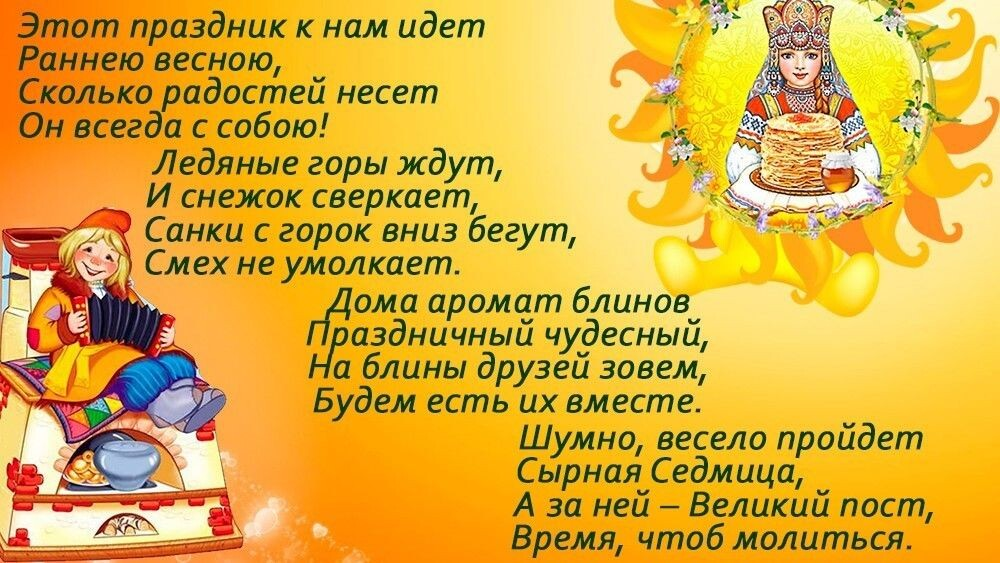 Этот праздник к нам идет
Раннею весною,
Сколько радостей несет
Он всегда с собою!
Ледяные горы ждут,
И снежок сверкает,
Санки с горок вниз бегут,
Смех не умолкает.
Дома аромат блинов
Праздничный чудесный,
На блины друзей зовем,
Будем есть их вместе.
Шумно, весело пройдет
Сырная Седмица,
А за ней – Великий пост,
Время, чтоб молиться.